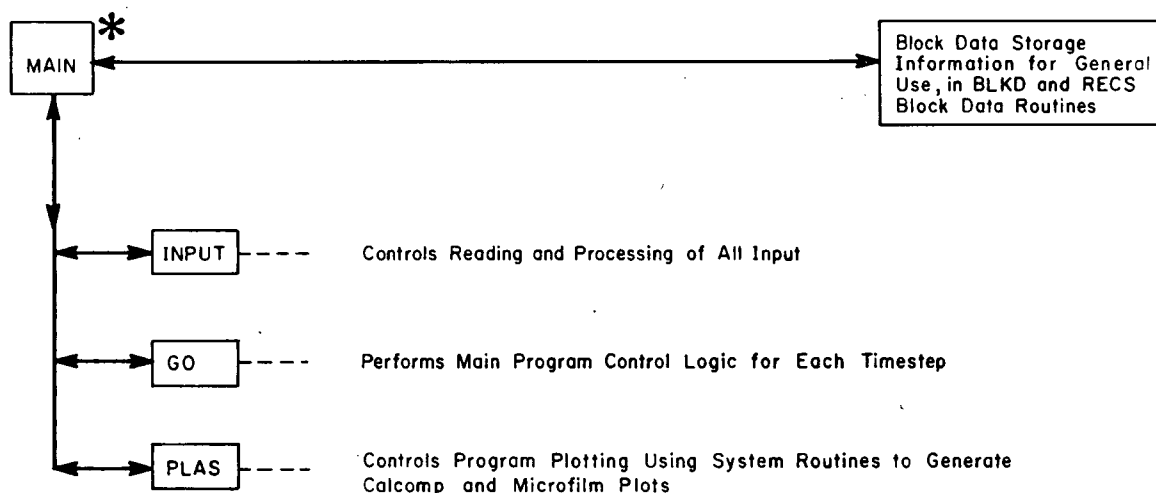 MAIN *
Block Data Storage
Information for General
Use, in BLKD and RECS
Block Data Routines
INPUT
Controls Reading and Processing of All Input
GO
Performs Main Program Control Logic for Each Timestep
PLAS
Controls Program Plotting Using System Routines to Generate
Calcomp and Microfilm Plots